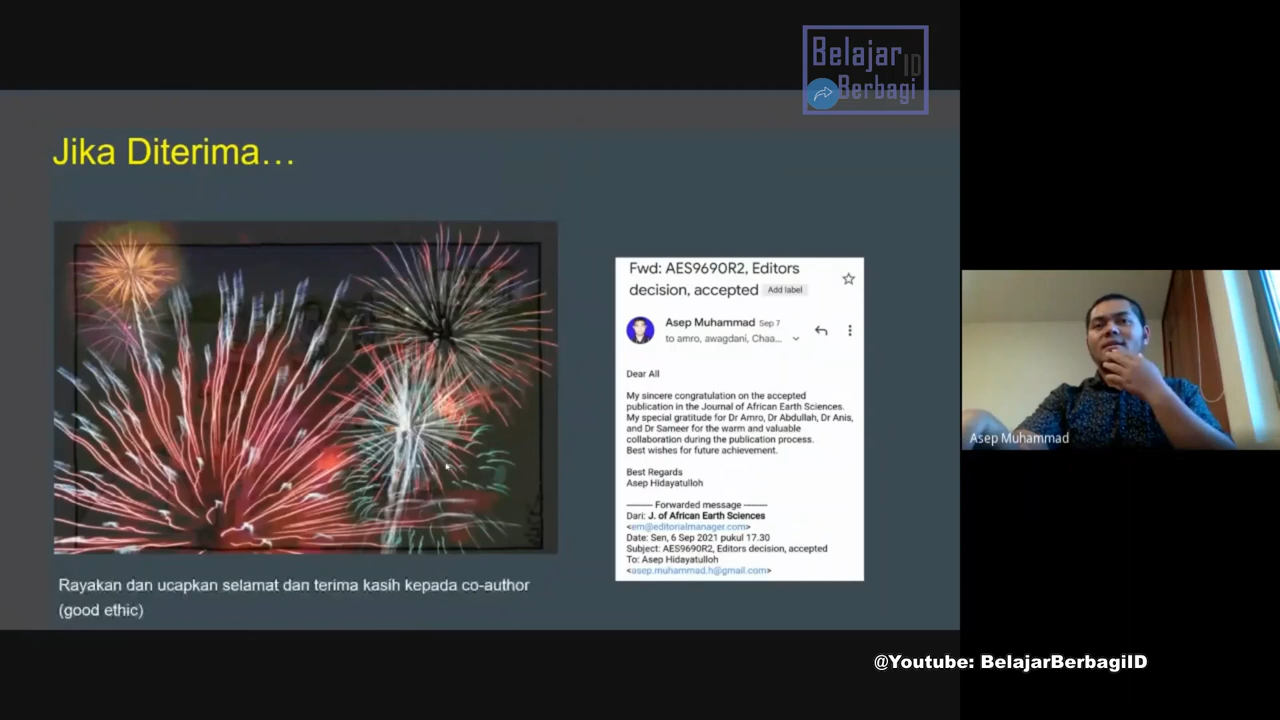 Belajar ID
Berbagi
Jika Diterima...
Fwd: AES9690R2, Editors
decision, accepted Add label
Asep Muhammad Sep 7
to amro, awagdani, Chaa...
Dear All
My sincere congratulation on the accepted
publication in the Journal of African Earth Sciences.
My special gratitude for Dr Amro, Dr Abdullah, Dr Anis,
and Dr Sameer for the warm and valuable
collaboration during the publication process.
Best wishes for future achievement.
Best Regards
Asep Hidayatulloh
-------- Forwarded message --------
Dari: J. of African Earth Sciences
<em@editorialmanager.com>
Date: Sen, 6 Sep 2021 pukul 17.30
Subject: AES9690R2, Editors decision, accepted
To: Asep Hidayatulloh
<asep.muhammad.h@gmail.com>
Rayakan dan ucapkan selamat dan terima kasih kepada co-author
(good ethic)
Asep Muhammad
@Youtube: BelajarBerbagiID